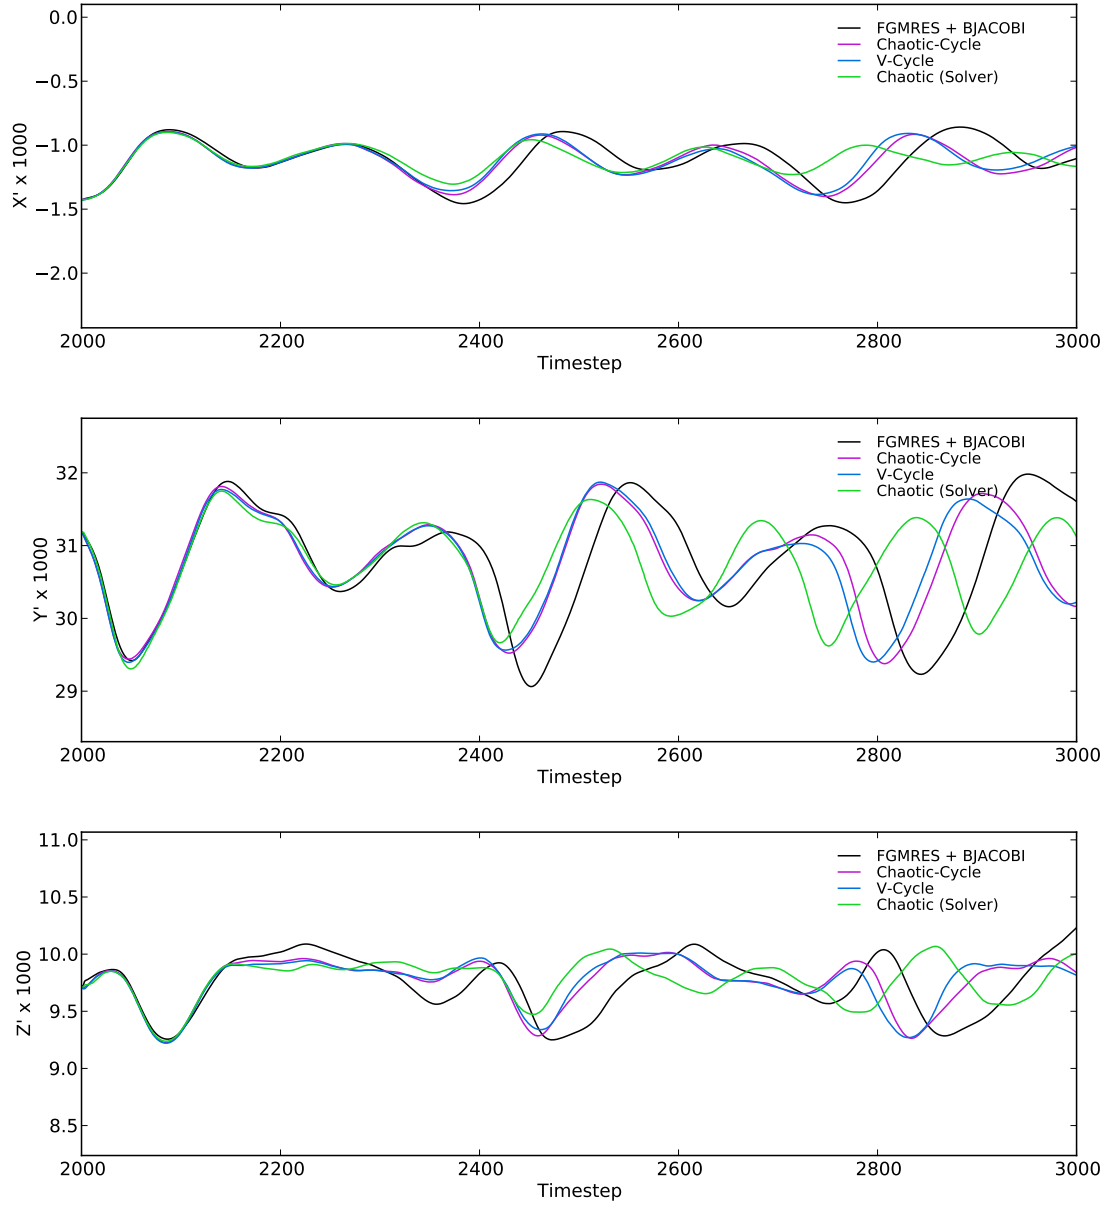 0.0
−0.5
−1.0
−1.5
−2.0
X' x 1000
FGMRES + BJACOBI
Chaotic-Cycle
V-Cycle
Chaotic (Solver)
2000 2200 2400 2600 2800 3000
Timestep
32
31
30
29
Y' x 1000
FGMRES + BJACOBI
Chaotic-Cycle
V-Cycle
Chaotic (Solver)
2000 2200 2400 2600 2800 3000
Timestep
11.0
10.5
10.0
9.5
9.0
8.5
Z' x 1000
FGMRES + BJACOBI
Chaotic-Cycle
V-Cycle
Chaotic (Solver)
2000 2200 2400 2600 2800 3000
Timestep